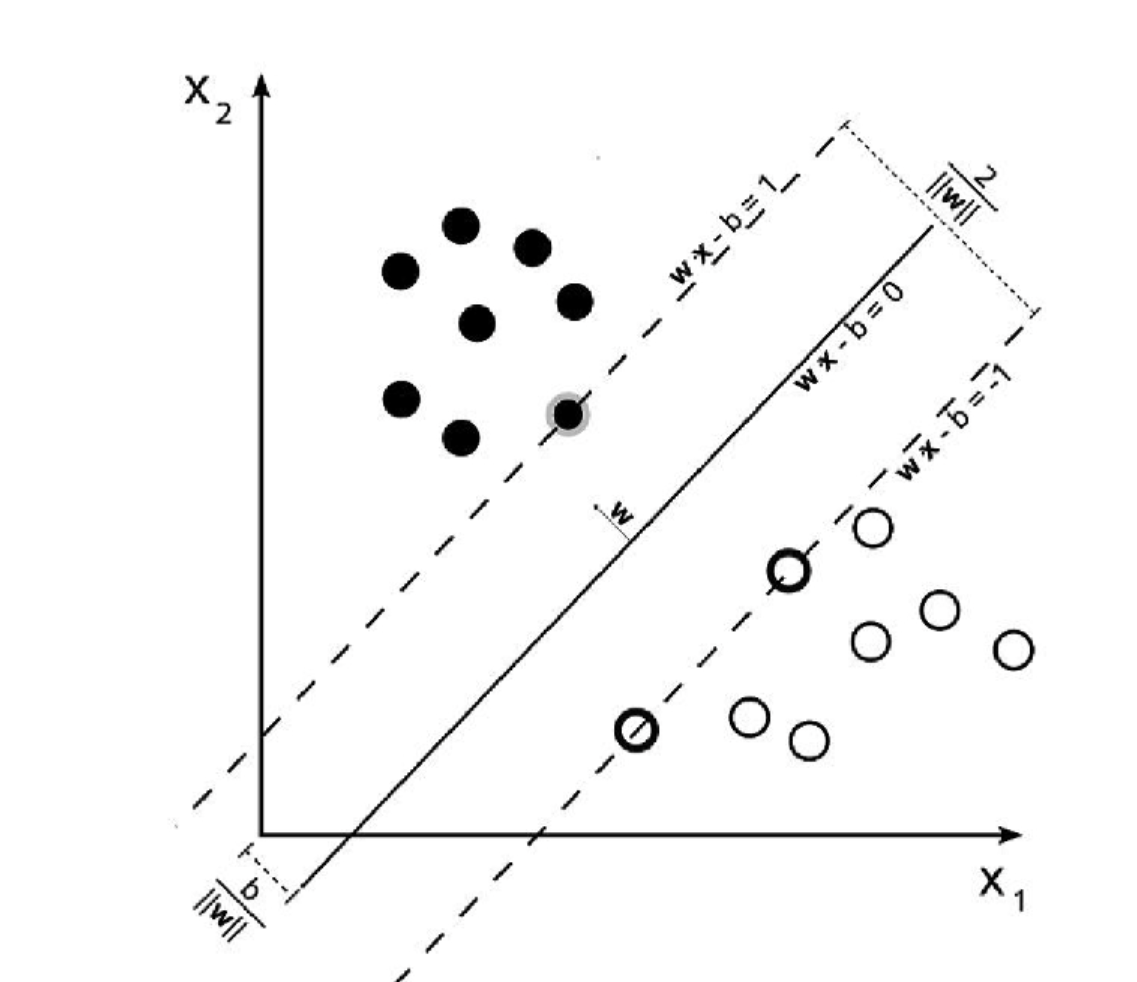 X2
2
||w||
w x - b = 1
w x - b = 0
w x - b = -1
w
X1
b
||w||